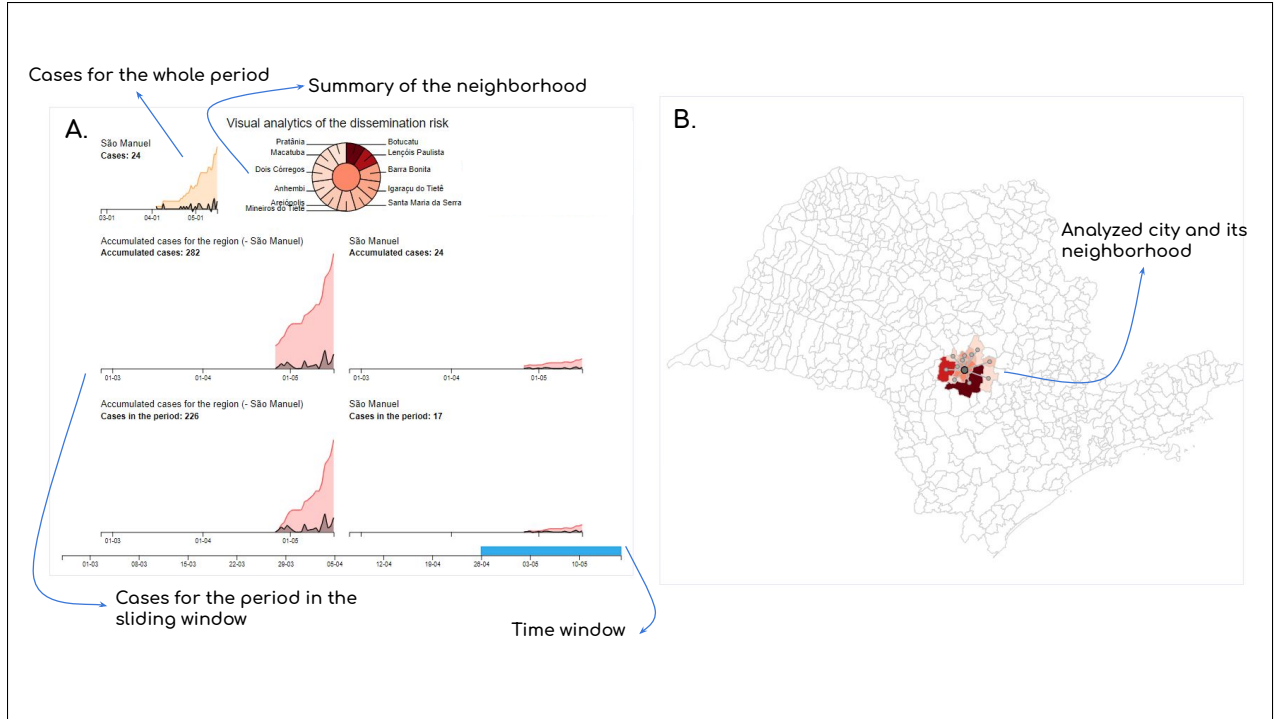 Cases for the whole period
Summary of the neighborhood
A.
Visual analytics of the dissemination risk
São Manuel
Cases: 24
03-01 04-01 05-01
Pratânia
Macatuba
Dois Córregos
Anhembi
Areiópolis
Mineiros do Tietê
Botucatu
Lençóis Paulista
Barra Bonita
Igaraçu do Tietê
Santa Maria da Serra
Accumulated cases for the region (- São Manuel)
Accumulated cases: 282
01-03 01-04 01-05
São Manuel
Accumulated cases: 24
01-03 01-04 01-05
Accumulated cases for the region (- São Manuel)
Cases in the period: 226
01-03 01-04 01-05
São Manuel
Cases in the period: 17
01-03 01-04 01-05
01-03 08-03 15-03 22-03 29-03 05-04 12-04 19-04 26-04 03-05 10-05
Cases for the period in the
sliding window
Time window
B.
Analyzed city and its
neighborhood